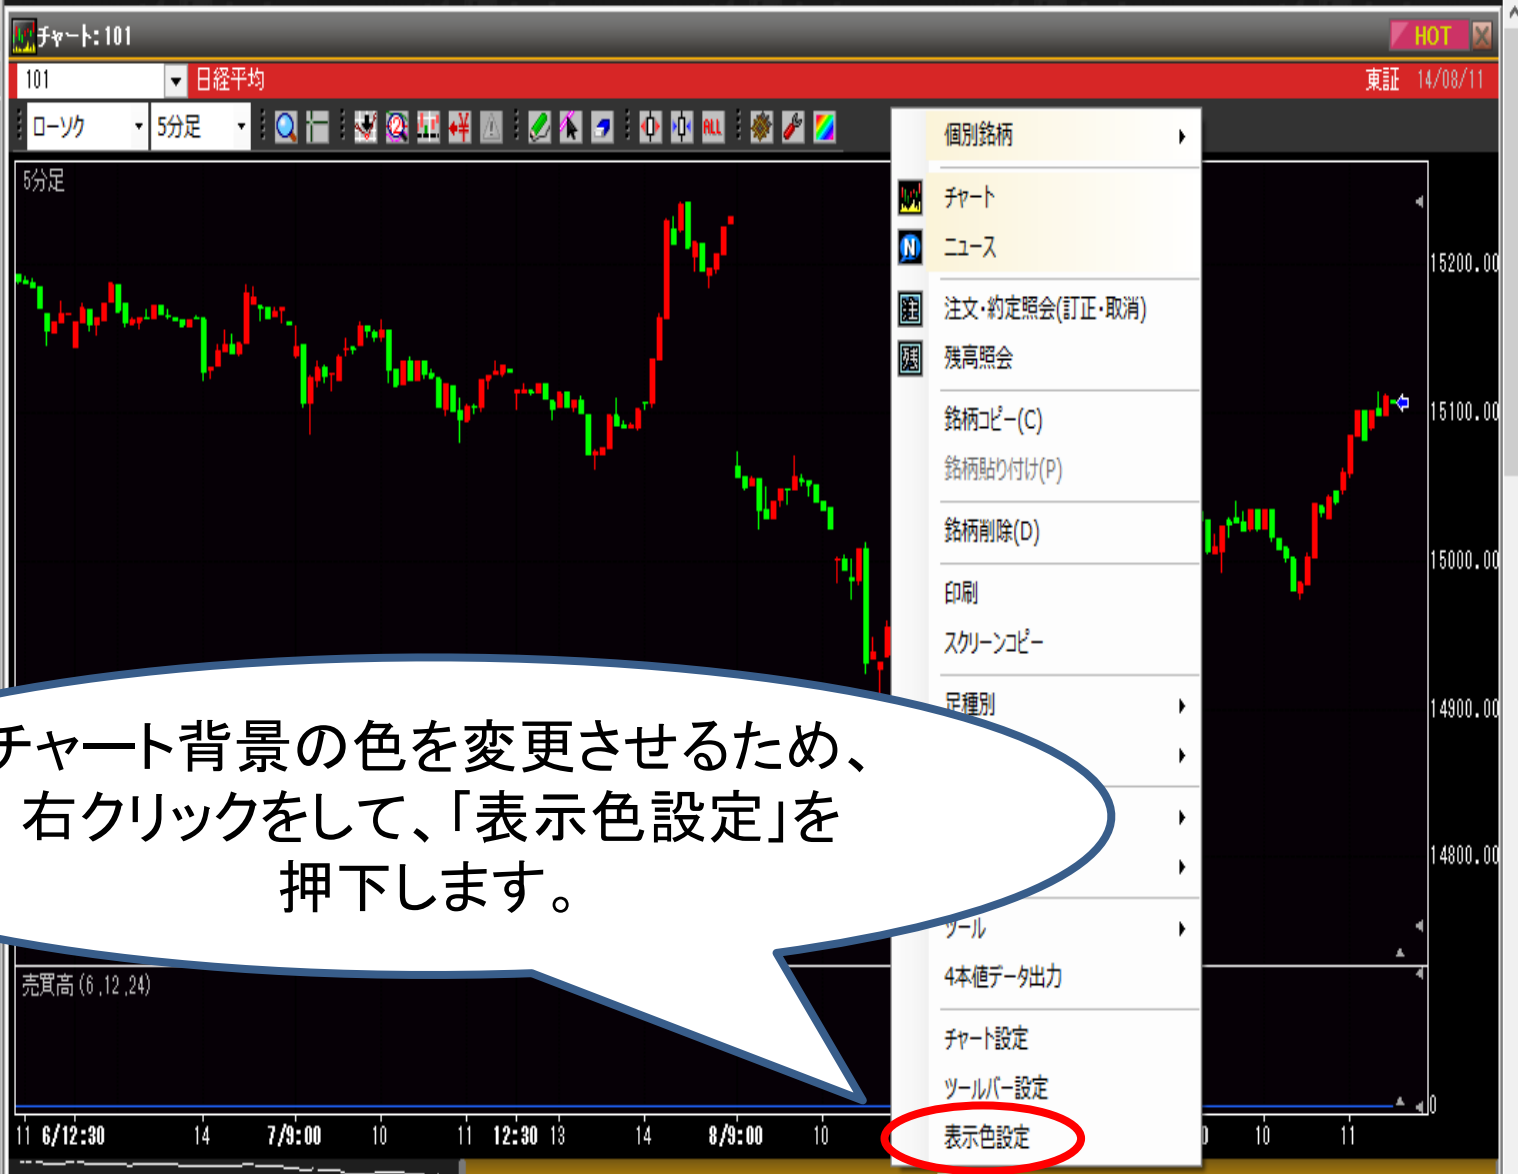 チャート:101
HOT
101
日経平均
東証 14/08/11
ローソク
5分足
ALL
5分足
15200.00
15100.00
15000.00
14900.00
14800.00
0
個別銘柄
チャート
N
ニュース
注
注文・約定照会(訂正・取消)
残
残高照会
銘柄コピー(C)
銘柄貼り付け(P)
銘柄削除(D)
印刷
スクリーンコピー
足種別
ツール
4本値データ出力
チャート設定
ツールバー設定
表示色設定
チャート背景の色を変更させるため、
右クリックをして、「表示色設定」を
押下します。
売買高(6,12,24)
11 6/12:30 14 7/9:00 10 11 12:30 13 14 8/9:00 10 10 11